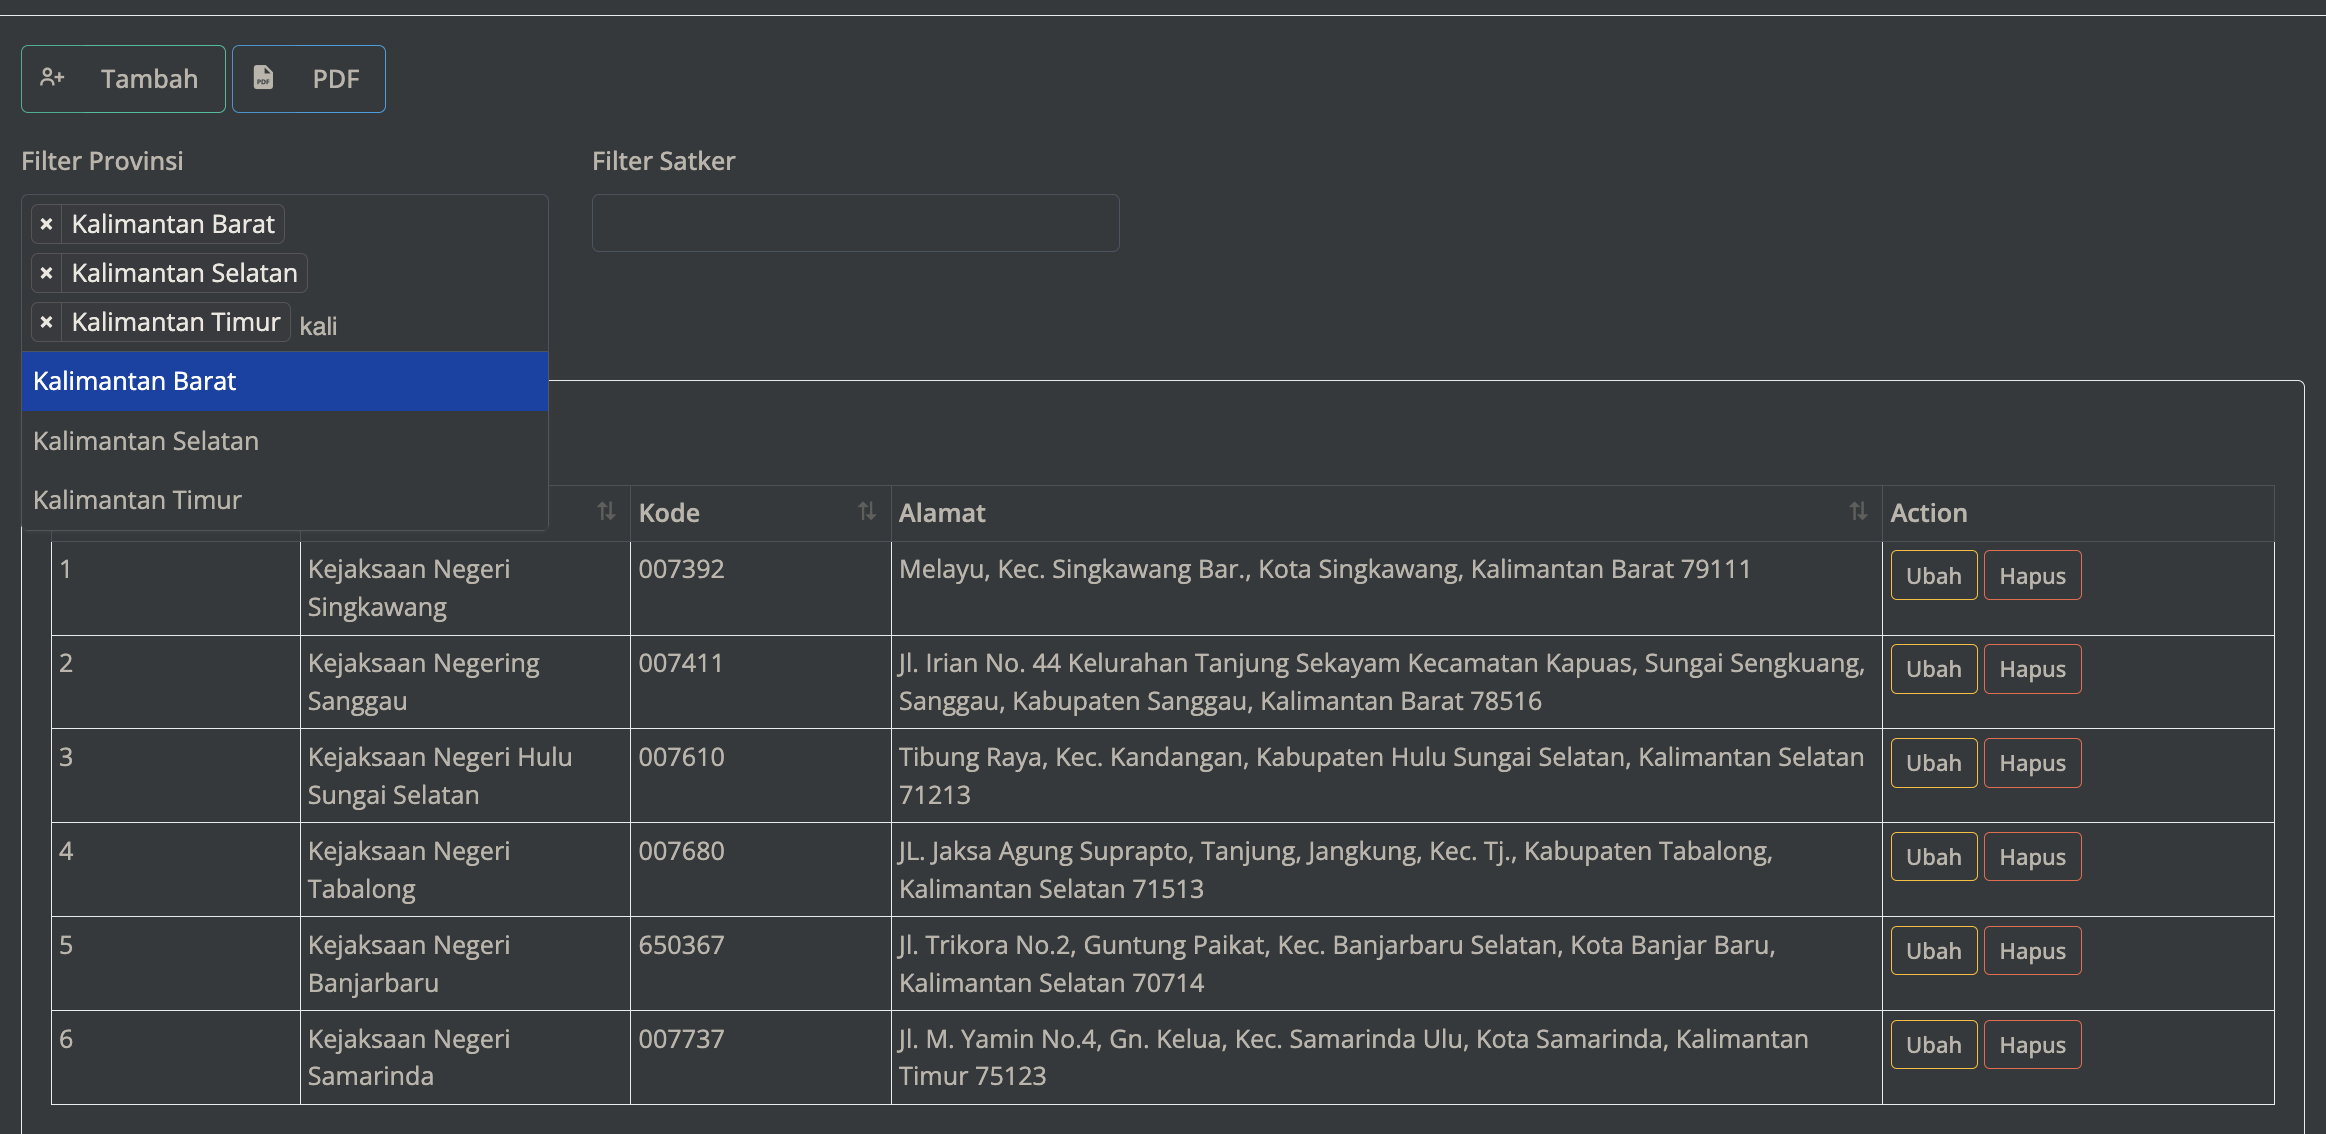 Tambah
PDF
Filter Provinsi
Filter Satker
× Kalimantan Barat
× Kalimantan Selatan
× Kalimantan Timur kali
Kalimantan Barat
Kalimantan Selatan
Kalimantan Timur
Kode
Alamat
Action
1
Kejaksaan Negeri
Singkawang
007392
Melayu, Kec. Singkawang Bar., Kota Singkawang, Kalimantan Barat 79111
Ubah
Hapus
2
Kejaksaan Negering
Sanggau
007411
Jl. Irian No. 44 Kelurahan Tanjung Sekayam Kecamatan Kapuas, Sungai Sengkuang,
Sanggau, Kabupaten Sanggau, Kalimantan Barat 78516
Ubah
Hapus
3
Kejaksaan Negeri Hulu
Sungai Selatan
007610
Tibung Raya, Kec. Kandangan, Kabupaten Hulu Sungai Selatan, Kalimantan Selatan
71213
Ubah
Hapus
4
Kejaksaan Negeri
Tabalong
007680
JL. Jaksa Agung Suprapto, Tanjung, Jangkung, Kec. Tj., Kabupaten Tabalong,
Kalimantan Selatan 71513
Ubah
Hapus
5
Kejaksaan Negeri
Banjarbaru
650367
Jl. Trikora No.2, Guntung Paikat, Kec. Banjarbaru Selatan, Kota Banjar Baru,
Kalimantan Selatan 70714
Ubah
Hapus
6
Kejaksaan Negeri
Samarinda
007737
Jl. M. Yamin No.4, Gn. Kelua, Kec. Samarinda Ulu, Kota Samarinda, Kalimantan
Timur 75123
Ubah
Hapus